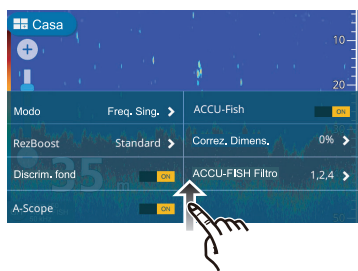 Casa
10
20
Modo Freq. Sing.
ACCU-Fish ON
RezBoost Standard
Correz. Dimens. 0%
Discrim. fond ON
ACCU-FISH Filtro 1,2,4
A-Scope ON
35